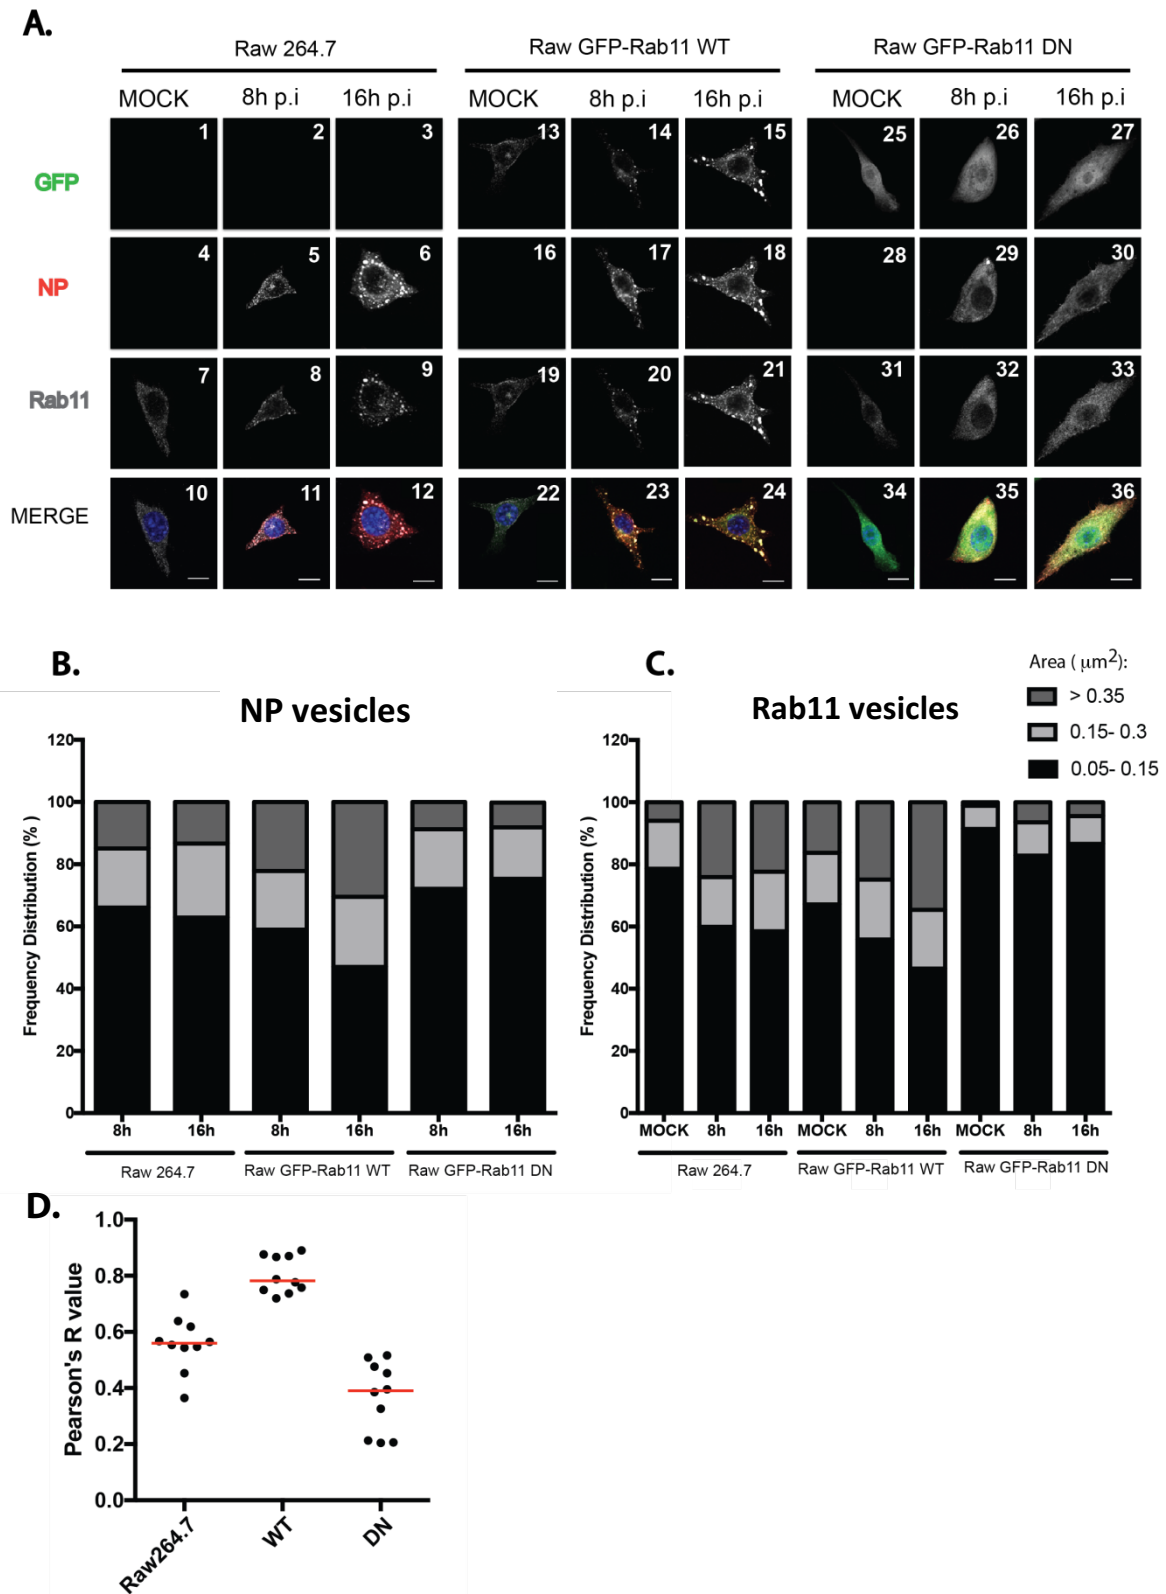 A.
Raw 264.7 Raw GFP-Rab11 WT Raw GFP-Rab11 DN
MOCK 8h p.i 16h p.i MOCK 8h p.i 16h p.i MOCK 8h p.i 16h p.i
GFP 1 2 3 13 14 15 25 26 27
NP 4 5 6 16 17 18 28 29 30
Rab11 7 8 9 19 20 21 31 32 33
MERGE 10 11 12 22 23 24 34 35 36
B.
NP vesicles
Frequency Distribution (% )
120
100
80
60
40
20
0
8h 16h 8h 16h 8h 16h
Raw 264.7 Raw GFP-Rab11 WT Raw GFP-Rab11 DN
C.
Area ( μm2):
> 0.35
0.15- 0.3
0.05- 0.15
Rab11 vesicles
Frequency Distribution (% )
120
100
80
60
40
20
0
MOCK 8h 16h MOCK 8h 16h MOCK 8h 16h
Raw 264.7 Raw GFP-Rab11 WT Raw GFP-Rab11 DN
D.
Pearson's R value
1.0
0.8
0.6
0.4
0.2
0.0
Raw264.7 WT DN